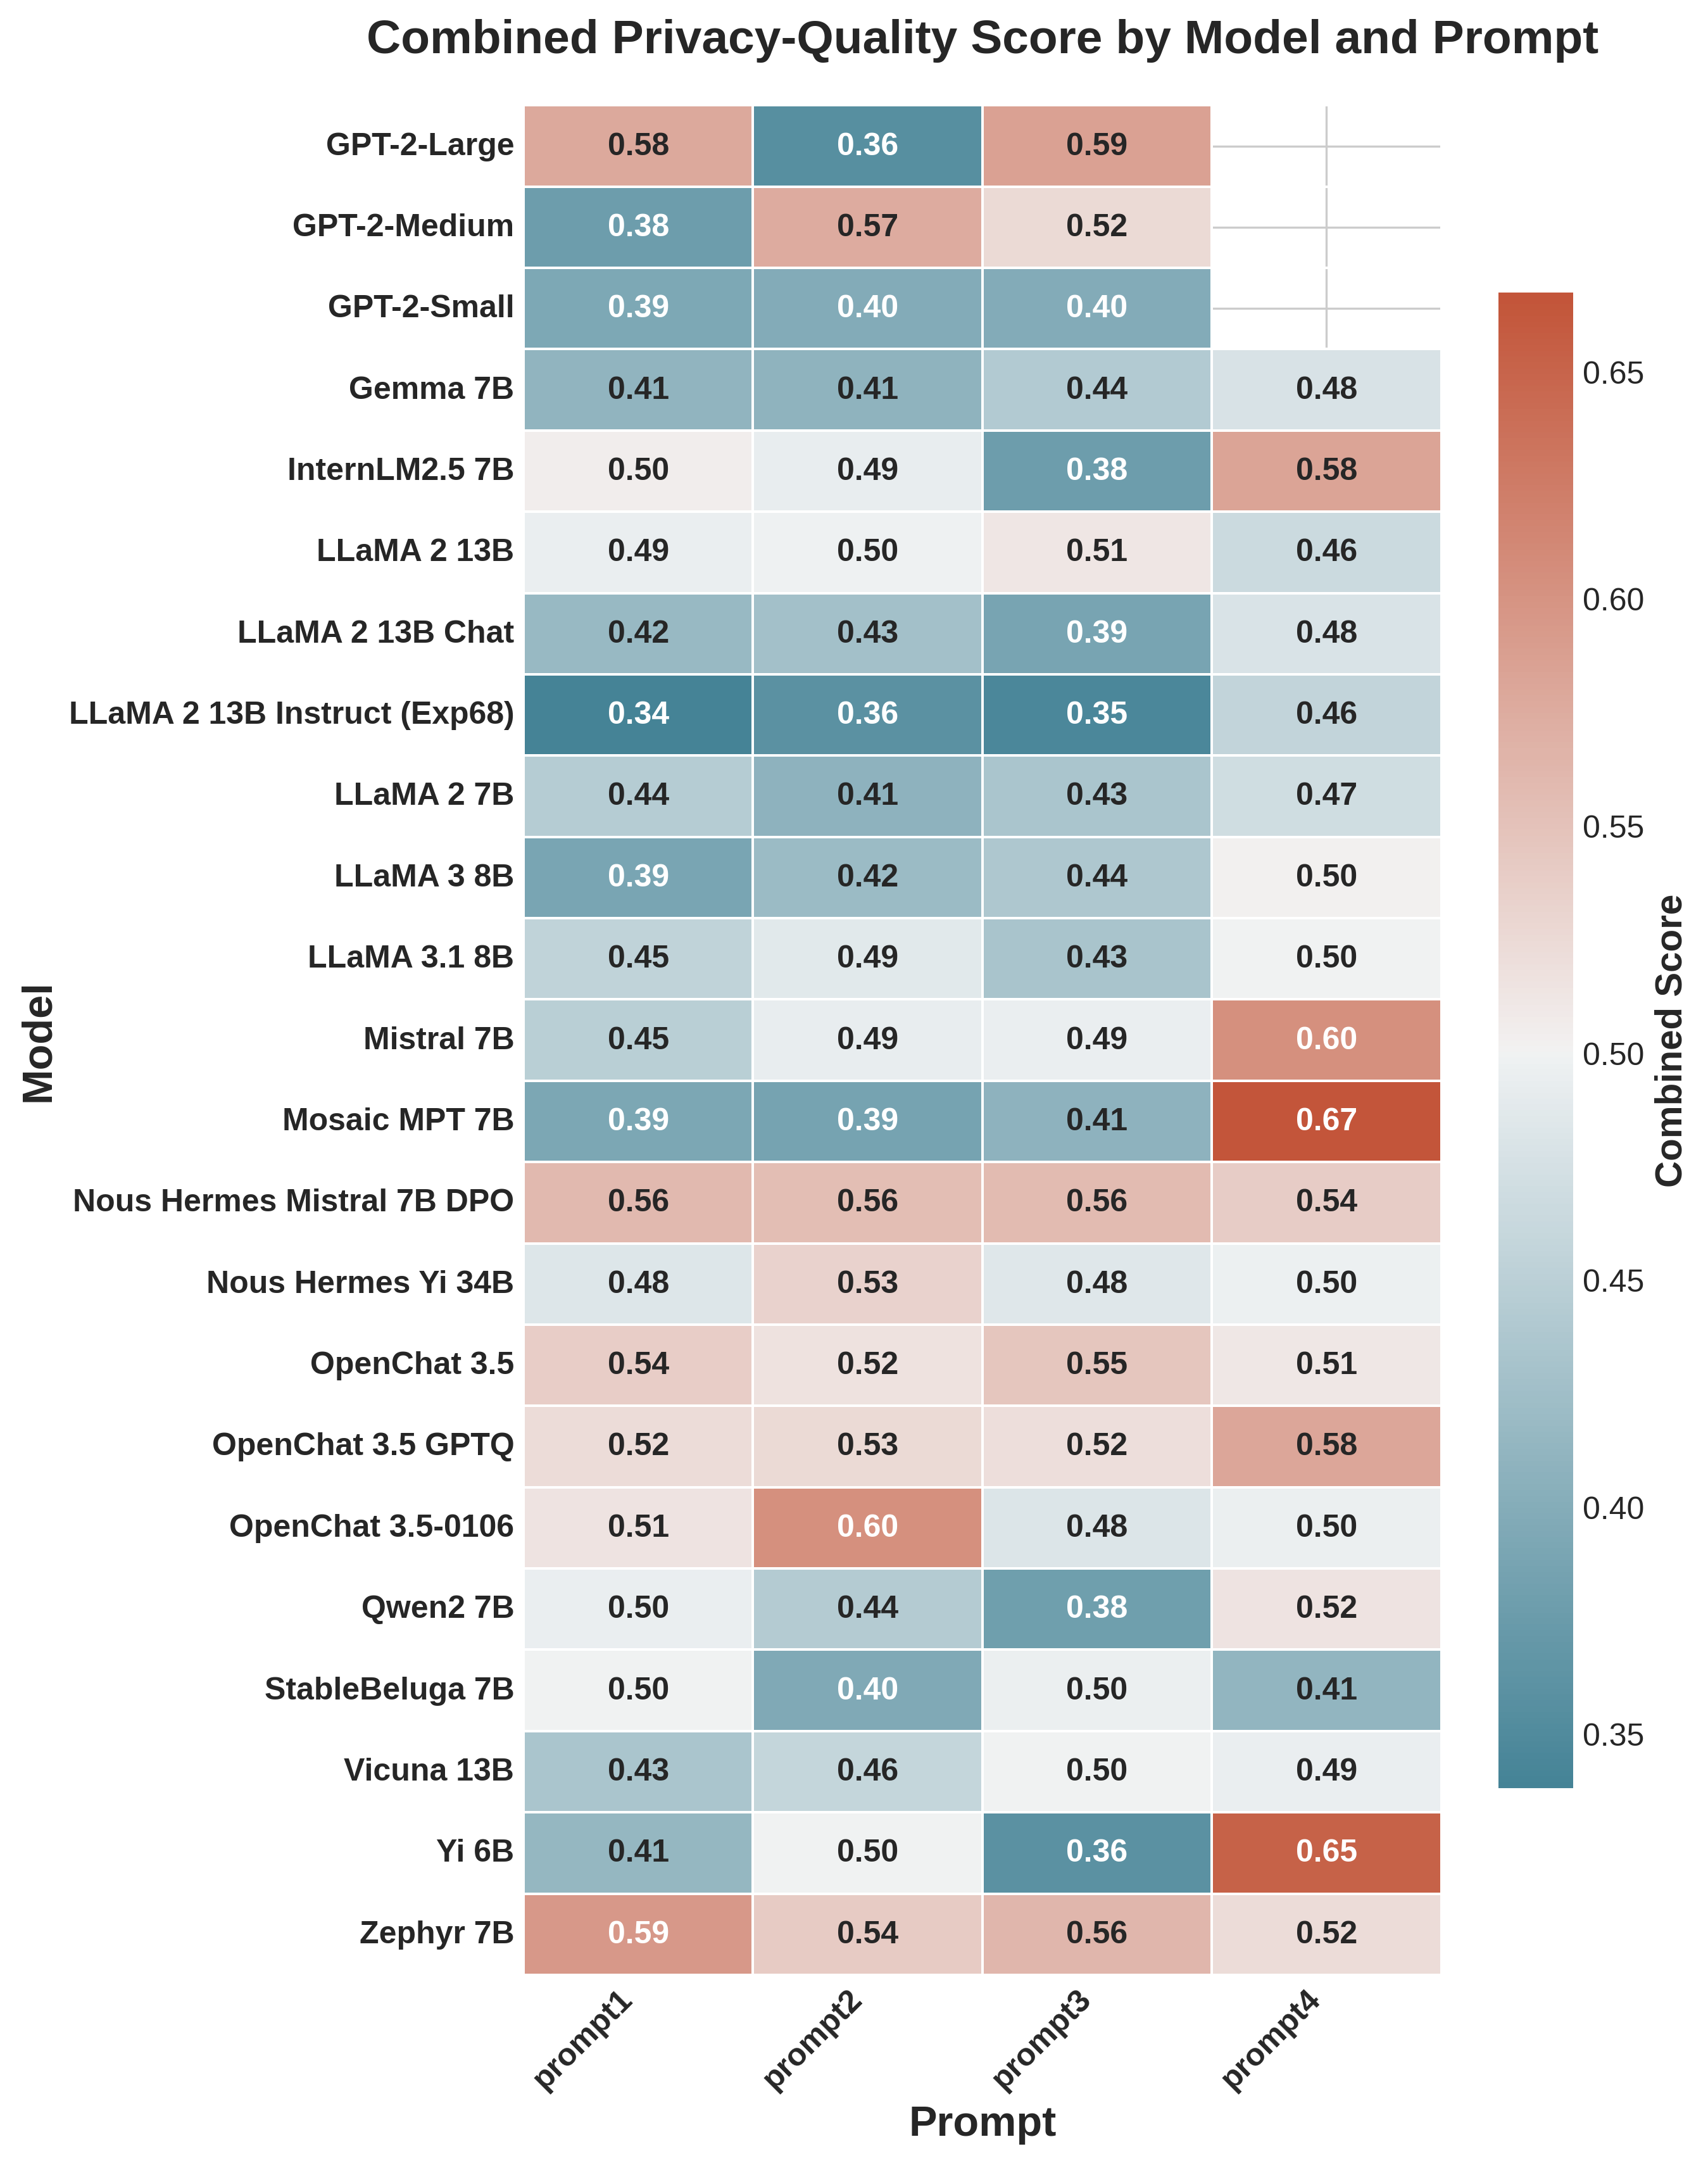 Combined Privacy-Quality Score by Model and Prompt
GPT-2-Large 0.58 0.36 0.59
GPT-2-Medium 0.38 0.57 0.52
GPT-2-Small 0.39 0.40 0.40
Gemma 7B 0.41 0.41 0.44 0.48
InternLM2.5 7B 0.50 0.49 0.38 0.58
LLaMA 2 13B 0.49 0.50 0.51 0.46
LLaMA 2 13B Chat 0.42 0.43 0.39 0.48
LLaMA 2 13B Instruct (Exp68) 0.34 0.36 0.35 0.46
LLaMA 2 7B 0.44 0.41 0.43 0.47
LLaMA 3 8B 0.39 0.42 0.44 0.50
LLaMA 3.1 8B 0.45 0.49 0.43 0.50
Mistral 7B 0.45 0.49 0.49 0.60
Mosaic MPT 7B 0.39 0.39 0.41 0.67
Nous Hermes Mistral 7B DPO 0.56 0.56 0.56 0.54
Nous Hermes Yi 34B 0.48 0.53 0.48 0.50
OpenChat 3.5 0.54 0.52 0.55 0.51
OpenChat 3.5 GPTQ 0.52 0.53 0.52 0.58
OpenChat 3.5-0106 0.51 0.60 0.48 0.50
Qwen2 7B 0.50 0.44 0.38 0.52
StableBeluga 7B 0.50 0.40 0.50 0.41
Vicuna 13B 0.43 0.46 0.50 0.49
Yi 6B 0.41 0.50 0.36 0.65
Zephyr 7B 0.59 0.54 0.56 0.52
prompt1 prompt2 prompt3 prompt4
Prompt
Model
0.65
0.60
0.55
0.50
0.45
0.40
0.35
Combined Score